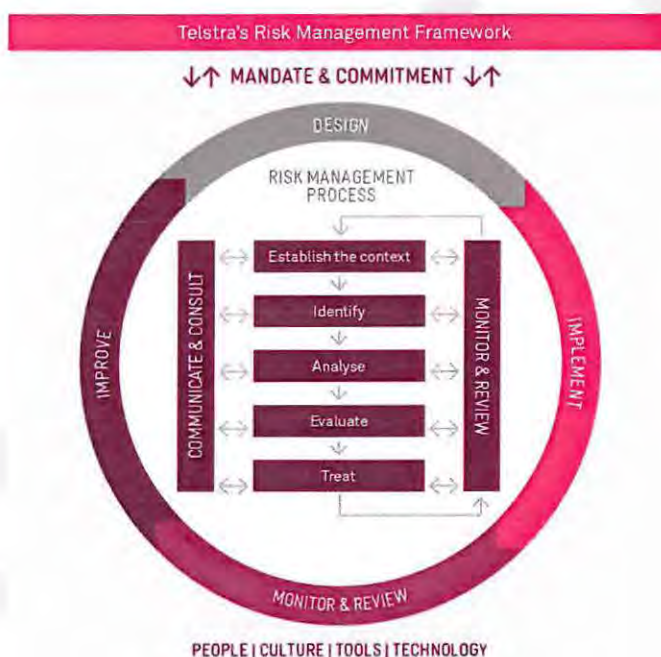 Telstra's Risk Management Framework
↓↑ MANDATE & COMMITMENT ↓↑
DESIGN
RISK MANAGEMENT
PROCESS
Establish the context
Identify
Analyse
Evaluate
Treat
COMMUNICATE & CONSULT
MONITOR & REVIEW
IMPROVE
IMPLEMENT
MONITOR & REVIEW
PEOPLE | CULTURE | TOOLS | TECHNOLOGY